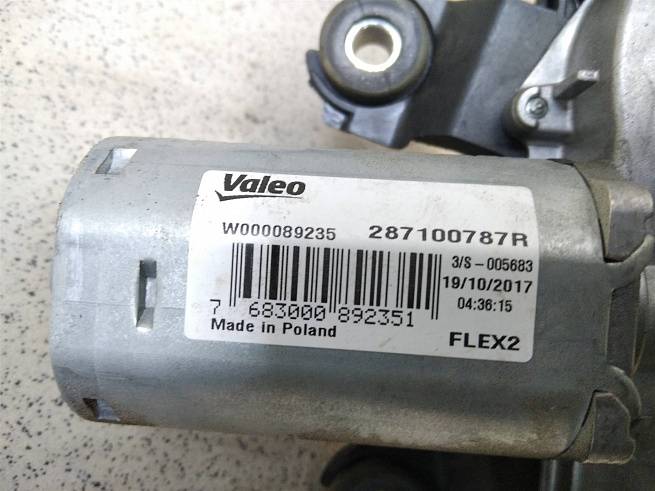 Valeo
W000089235 287100787R
3/S-005683
19/10/2017
04:36:15
7 683000 892351
Made in Poland
FLEX2